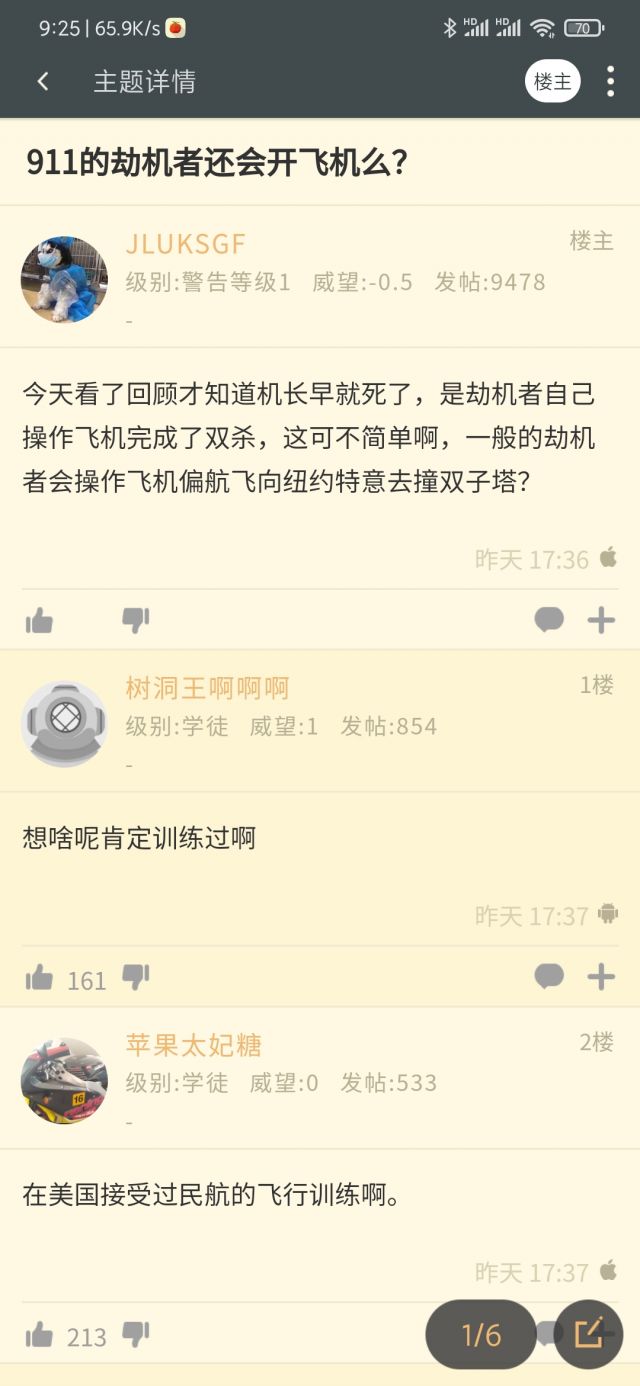 9:25 | 65.9K/s
HD HD 70
主题详情
楼主
911的劫机者还会开飞机么?
JLUKSGF
楼主
级别:警告等级1 威望:-0.5 发帖:9478
-
今天看了回顾才知道机长早就死了，是劫机者自己
操作飞机完成了双杀，这可不简单啊，一般的劫机
者会操作飞机偏航飞向纽约特意去撞双子塔?
昨天 17:36
树洞王啊啊啊
1楼
级别:学徒 威望:1 发帖:854
-
想啥呢肯定训练过啊
昨天 17:37
161
苹果太妃糖
2楼
级别:学徒 威望:0 发帖:533
-
16
在美国接受过民航的飞行训练啊。
昨天 17:37
213
1/6